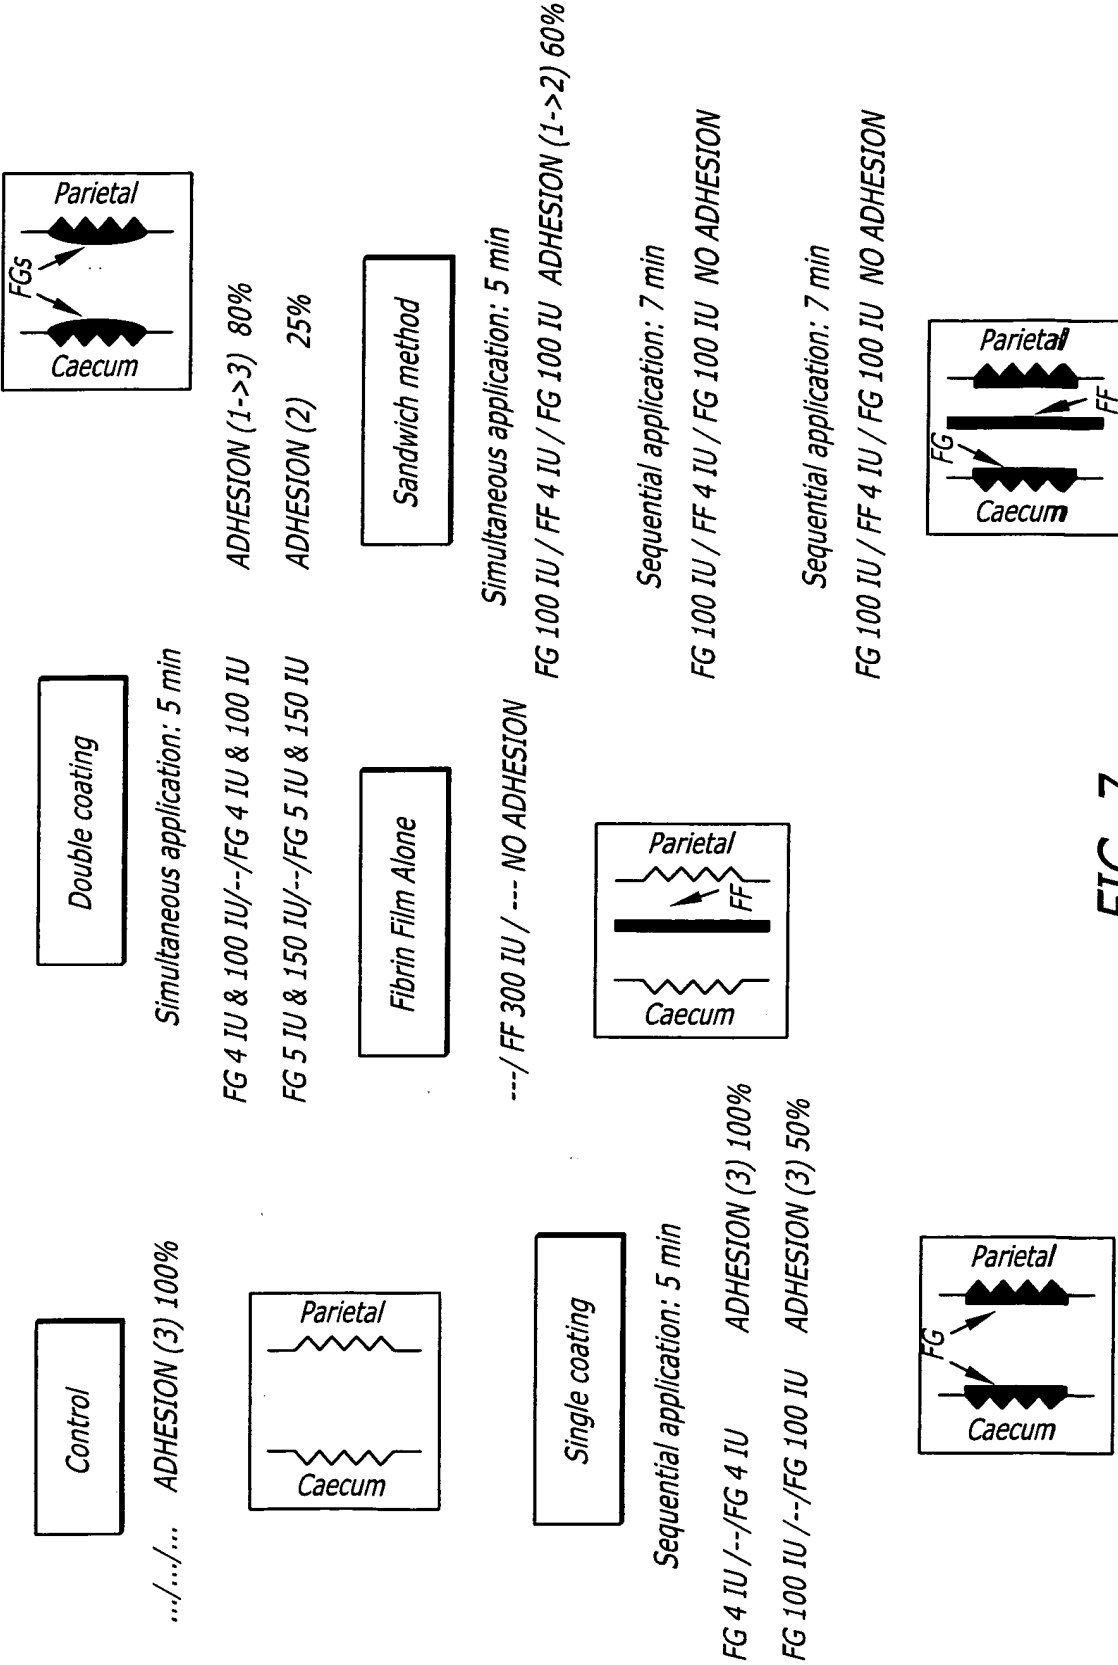 Control
.../.../... ADHESION (3) 100%
Caecum
Parietal
Single coating
Sequential application: 5 min
FG 4 IU /--/FG 4 IU ADHESION (3) 100%
FG 100 IU /--/FG 100 IU ADHESION (3) 50%
FG
Caecum
Parietal
Double coating
Simultaneous application: 5 min
FG 4 IU & 100 IU/--/FG 4 IU & 100 IU ADHESION (1->3) 80%
FG 5 IU & 150 IU/--/FG 5 IU & 150 IU ADHESION (2) 25%
FGs
Caecum
Parietal
Fibrin Film Alone
---/ FF 300 IU / --- NO ADHESION
Caecum
Parietal
FF
Sandwich method
Simultaneous application: 5 min
FG 100 IU / FF 4 IU / FG 100 IU ADHESION (1->2) 60%
Sequential application: 7 min
FG 100 IU / FF 4 IU / FG 100 IU NO ADHESION
Sequential application: 7 min
FG 100 IU / FF 4 IU / FG 100 IU NO ADHESION
FG
Caecum
Parietal
FF
FIG. 7